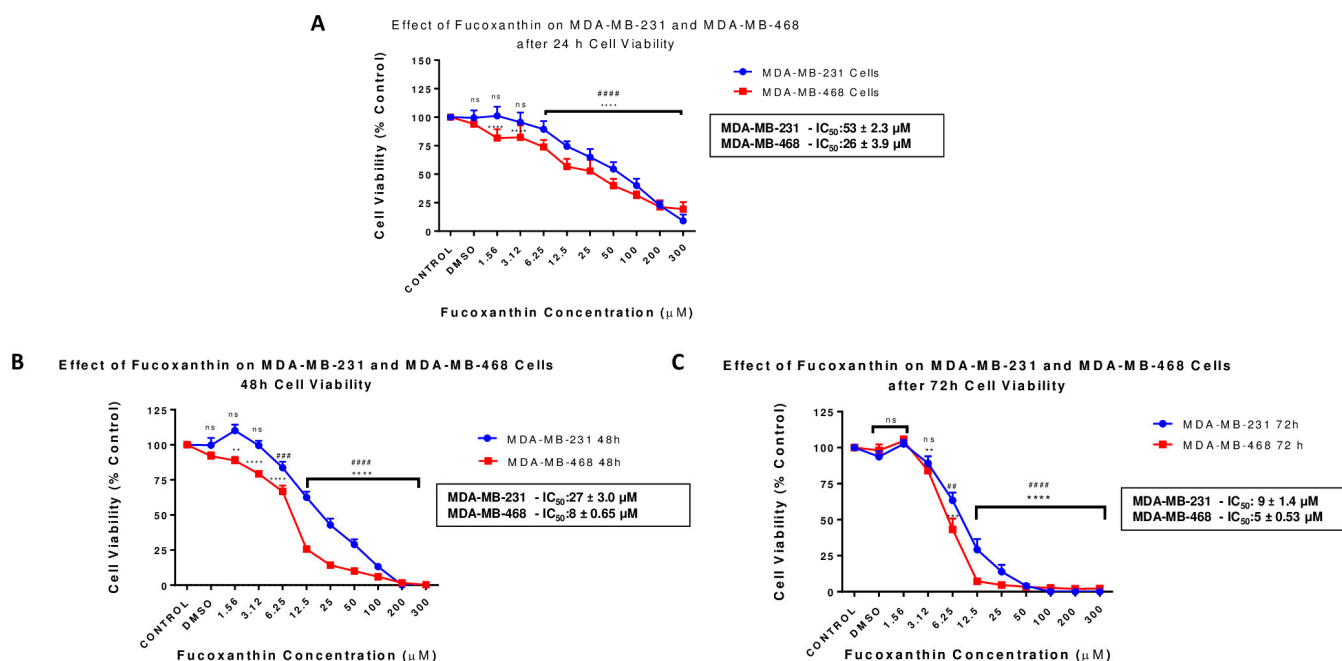 A
Effect of Fucoxanthin on MDA-MB-231 and MDA-MB-468
after 24 h Cell Viability
Cell Viability (% Control)
150
125
100
75
50
25
0
ns
ns
ns
####
****
****
****
MDA-MB-231 Cells
MDA-MB-468 Cells
MDA-MB-231 - IC50:53 ± 2.3 µM
MDA-MB-468 - IC50:26 ± 3.9 µM
CONTROL
DMSO
1.56
3.12
6.25
12.5
25
50
100
200
300
Fucoxanthin Concentration (µM)
B
Effect of Fucoxanthin on MDA-MB-231 and MDA-MB-468 Cells
48h Cell Viability
Cell Viability (% Control)
125
100
75
50
25
0
ns
ns
ns
**
****
###
****
####
****
MDA-MB-231 48h
MDA-MB-468 48h
MDA-MB-231 - IC50:27 ± 3.0 µM
MDA-MB-468 - IC50:8 ± 0.65 µM
CONTROL
DMSO
1.56
3.12
6.25
12.5
25
50
100
200
300
Fucoxanthin Concentration (µM)
C
Effect of Fucoxanthin on MDA-MB-231 and MDA-MB-468 Cells
after 72h Cell Viability
Cell Viability (% Control)
125
100
75
50
25
0
ns
ns
**
##
####
****
MDA-MB-231 72h
MDA-MB-468 72 h
MDA-MB-231 - IC50: 9 ± 1.4 µM
MDA-MB-468 - IC50:5 ± 0.53 µM
CONTROL
DMSO
1.56
3.12
6.25
12.5
25
50
100
200
300
Fucoxanthin Concentration (µM)